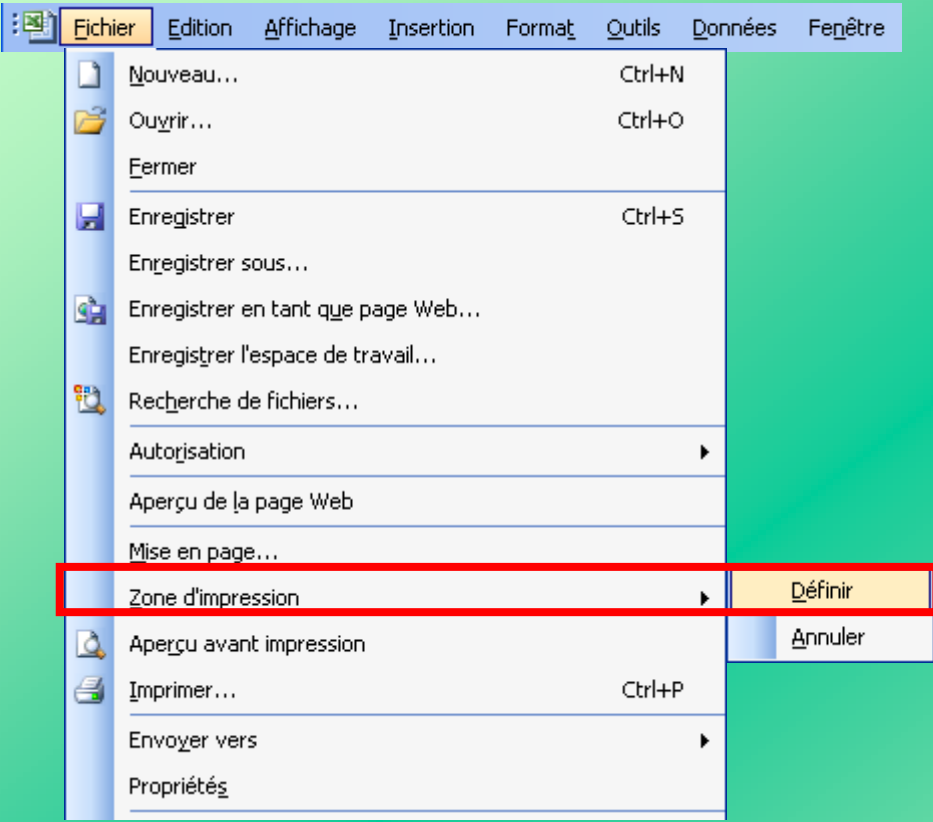 Fichier Edition Affichage Insertion Format Outils Données Fenêtre
Nouveau... Ctrl+N
Ouvrir... Ctrl+O
Fermer
Enregistrer Ctrl+S
Enregistrer sous...
Enregistrer en tant que page Web...
Enregistrer l'espace de travail...
Recherche de fichiers...
Autorisation
Aperçu de la page Web
Mise en page...
Zone d'impression Définir
Aperçu avant impression Annuler
Imprimer... Ctrl+P
Envoyer vers
Propriétés